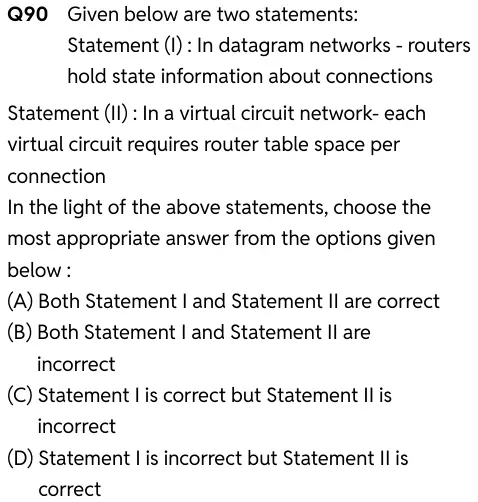 Q90 Given below are two statements:
Statement (I) : In datagram networks - routers
hold state information about connections
Statement (II) : In a virtual circuit network- each
virtual circuit requires router table space per
connection
In the light of the above statements, choose the
most appropriate answer from the options given
below :
(A) Both Statement I and Statement II are correct
(B) Both Statement I and Statement II are
incorrect
(C) Statement I is correct but Statement II is
incorrect
(D) Statement I is incorrect but Statement II is
correct